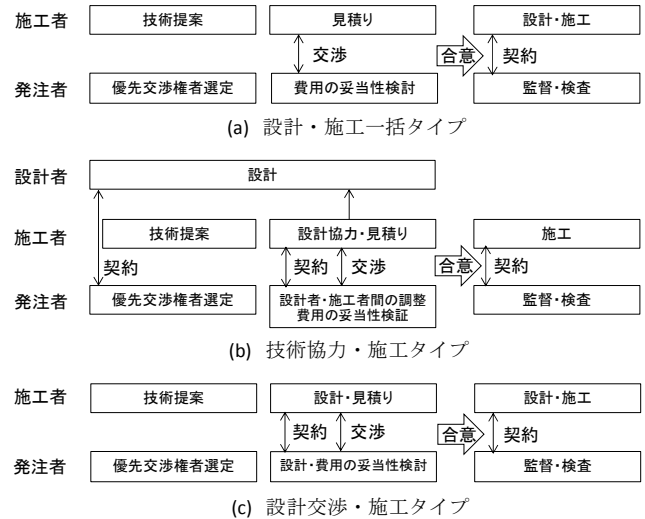 施工者 技術提案 見積り 設計・施工
交渉 合意 契約
発注者 優先交渉権者選定 費用の妥当性検討 監督・検査
(a) 設計・施工一括タイプ
設計者 設計
施工者 技術提案 設計協力・見積り 施工
契約 契約 交渉 合意 契約
発注者 優先交渉権者選定 設計者・施工者間の調整 監督・検査
費用の妥当性検証
(b) 技術協力・施工タイプ
施工者 技術提案 設計・見積り 設計・施工
契約 交渉 合意 契約
発注者 優先交渉権者選定 設計・費用の妥当性検討 監督・検査
(c) 設計交渉・施工タイプ